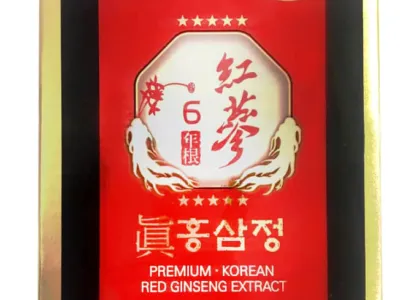 紅蔘
6
年根
眞홍삼정
PREMIUM · KOREAN
RED GINSENG EXTRACT